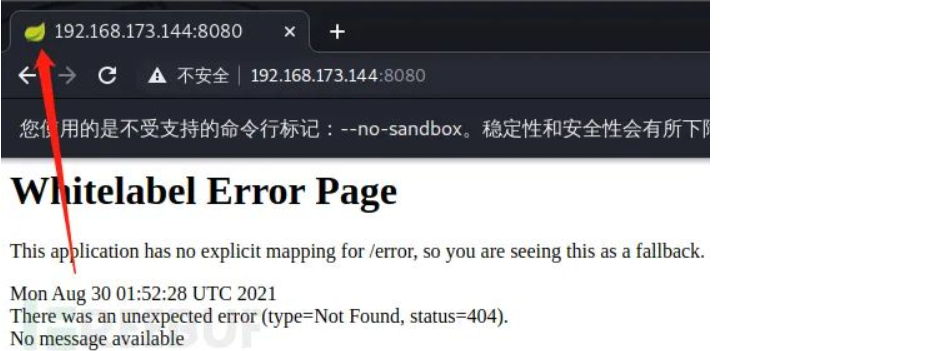 192.168.173.144:8080
不安全 192.168.173.144:8080
您使用的是不受支持的命令行标记：--no-sandbox。稳定性和安全性会有所下
Whitelabel Error Page
This application has no explicit mapping for /error, so you are seeing this as a fallback.
Mon Aug 30 01:52:28 UTC 2021
There was an unexpected error (type=Not Found, status=404).
No message available